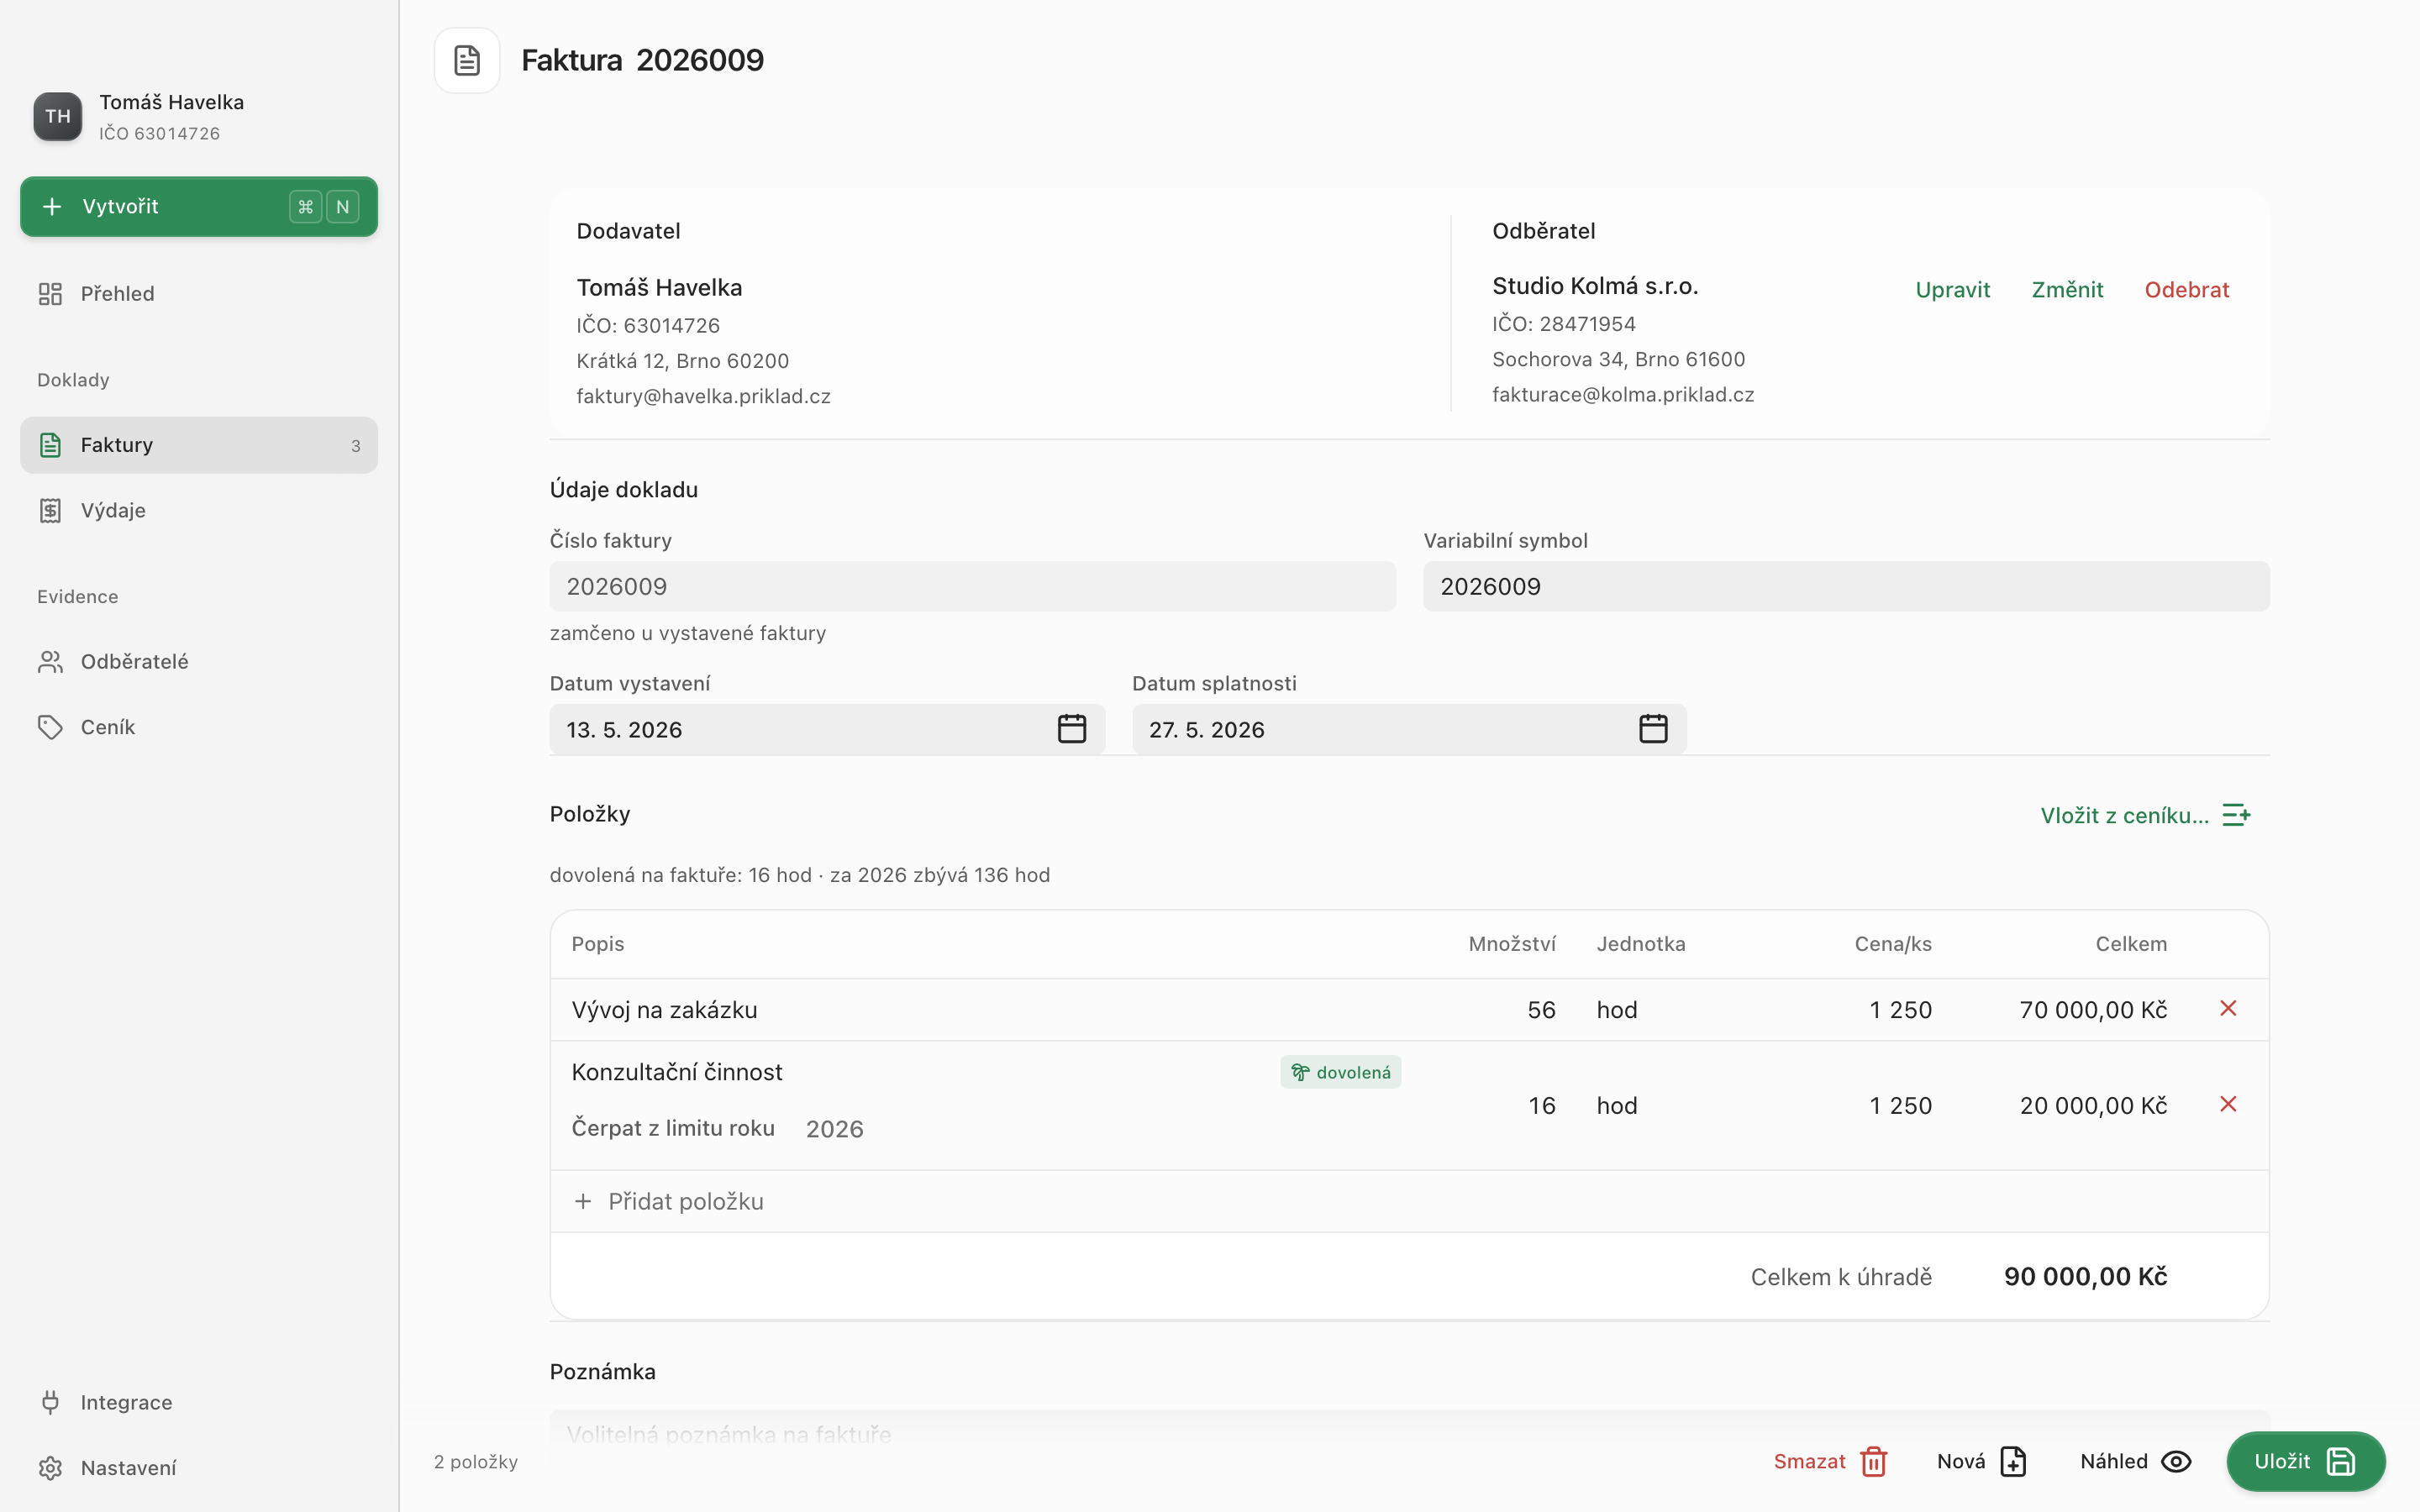 Tomáš Havelka
IČO 63014726
TH
Vytvořit ⌘ N
Přehled
Doklady
Faktury 3
Výdaje
Evidence
Odběratelé
Ceník
Integrace
Nastavení
Faktura 2026009
Dodavatel
Tomáš Havelka
IČO: 63014726
Krátká 12, Brno 60200
faktury@havelka.priklad.cz
Odběratel
Studio Kolmá s.r.o.
Upravit Změnit Odebrat
IČO: 28471954
Sochorova 34, Brno 61600
fakturace@kolma.priklad.cz
Údaje dokladu
Číslo faktury
2026009
zamčeno u vystavené faktury
Variabilní symbol
2026009
Datum vystavení
13. 5. 2026
Datum splatnosti
27. 5. 2026
Položky
Vložit z ceníku...
dovolená na faktuře: 16 hod · za 2026 zbývá 136 hod
Popis Množství Jednotka Cena/ks Celkem
Vývoj na zakázku 56 hod 1 250 70 000,00 Kč
Konzultační činnost dovolená
16 hod 1 250 20 000,00 Kč
Čerpat z limitu roku 2026
Přidat položku
Celkem k úhradě 90 000,00 Kč
Poznámka
Volitelná poznámka na faktuře
2 položky
Smazat Nová Náhled Uložit